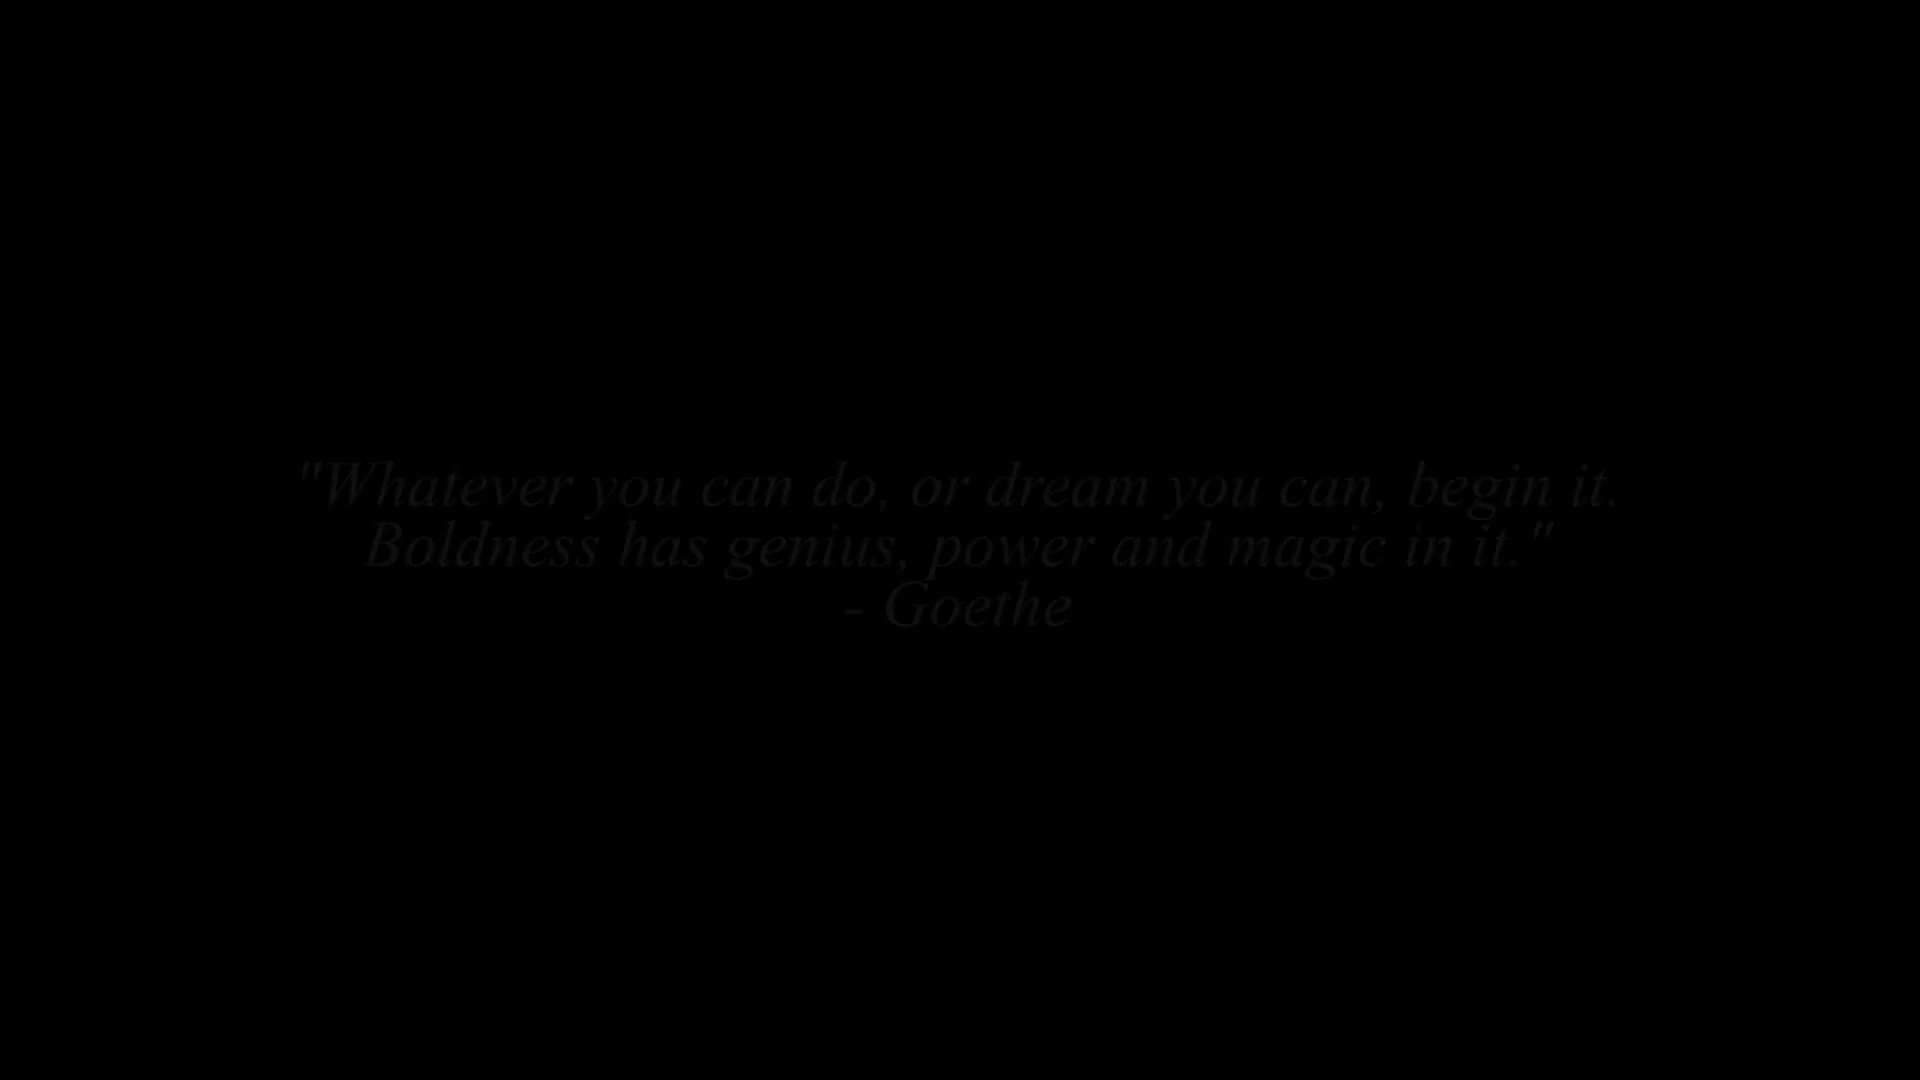 "Whatever you can do, or dream you can, begin it.
Boldness has genius, power and magic in it."
- Goethe